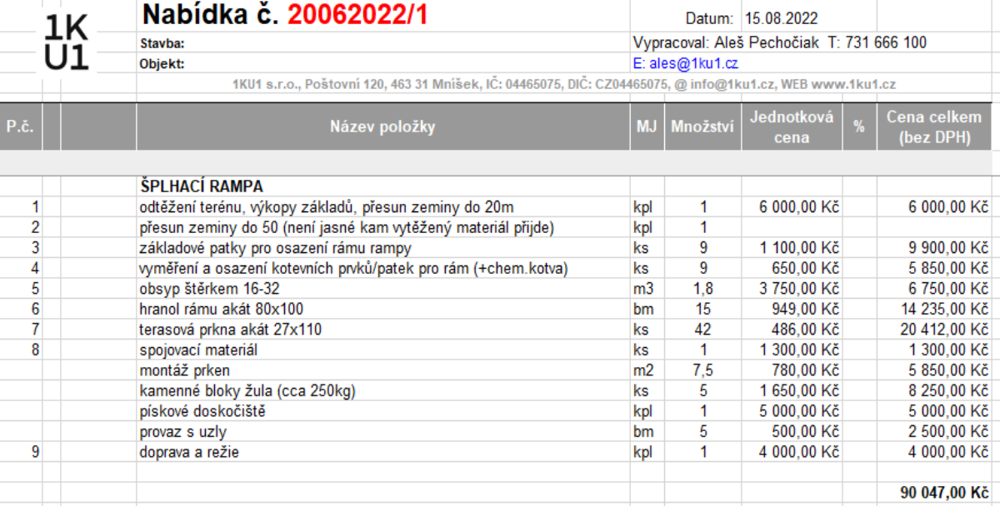 1K
U1
Nabídka č. 20062022/1
Datum: 15.08.2022
Stavba:
Vypracoval: Aleš Pechočiak T: 731 666 100
Objekt:
E: ales@1ku1.cz
1KU1 s.r.o., Poštovní 120, 463 31 Mníšek, IČ: 04465075, DIČ: CZ04465075, @ info@1ku1.cz, WEB www.1ku1.cz
P.č. Název položky MJ Množství Jednotková cena % Cena celkem (bez DPH)
ŠPLHACÍ RAMPA
1 odtěžení terénu, výkopy základů, přesun zeminy do 20m kpl 1 6 000,00 Kč 6 000,00 Kč
2 přesun zeminy do 50 (není jasné kam vytěžený materiál přijde) kpl 1
3 základové patky pro osazení rámu rampy ks 9 1 100,00 Kč 9 900,00 Kč
4 vyměření a osazení kotevních prvků/patek pro rám (+chem.kotva) ks 9 650,00 Kč 5 850,00 Kč
5 obsyp štěrkem 16-32 m3 1,8 3 750,00 Kč 6 750,00 Kč
6 hranol rámu akát 80x100 bm 15 949,00 Kč 14 235,00 Kč
7 terasová prkna akát 27x110 ks 42 486,00 Kč 20 412,00 Kč
8 spojovací materiál ks 1 1 300,00 Kč 1 300,00 Kč
montáž prken m2 7,5 780,00 Kč 5 850,00 Kč
kamenné bloky žula (cca 250kg) ks 5 1 650,00 Kč 8 250,00 Kč
pískové doskočiště kpl 1 5 000,00 Kč 5 000,00 Kč
provaz s uzly bm 5 500,00 Kč 2 500,00 Kč
9 doprava a režie kpl 1 4 000,00 Kč 4 000,00 Kč
90 047,00 Kč